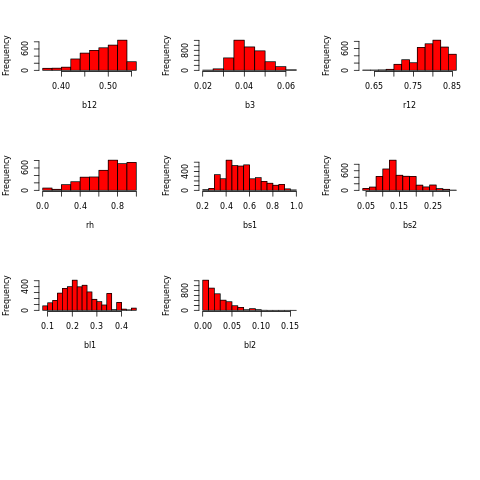 Frequency
0 600
0.40 0.50
b12
Frequency
0 800
0.02 0.04 0.06
b3
Frequency
0 600
0.65 0.75 0.85
r12
Frequency
0 600
0.0 0.4 0.8
rh
Frequency
0 400
0.2 0.4 0.6 0.8 1.0
bs1
Frequency
0 600
0.05 0.15 0.25
bs2
Frequency
0 400
0.1 0.2 0.3 0.4
bl1
Frequency
0 800
0.00 0.05 0.10 0.15
bl2